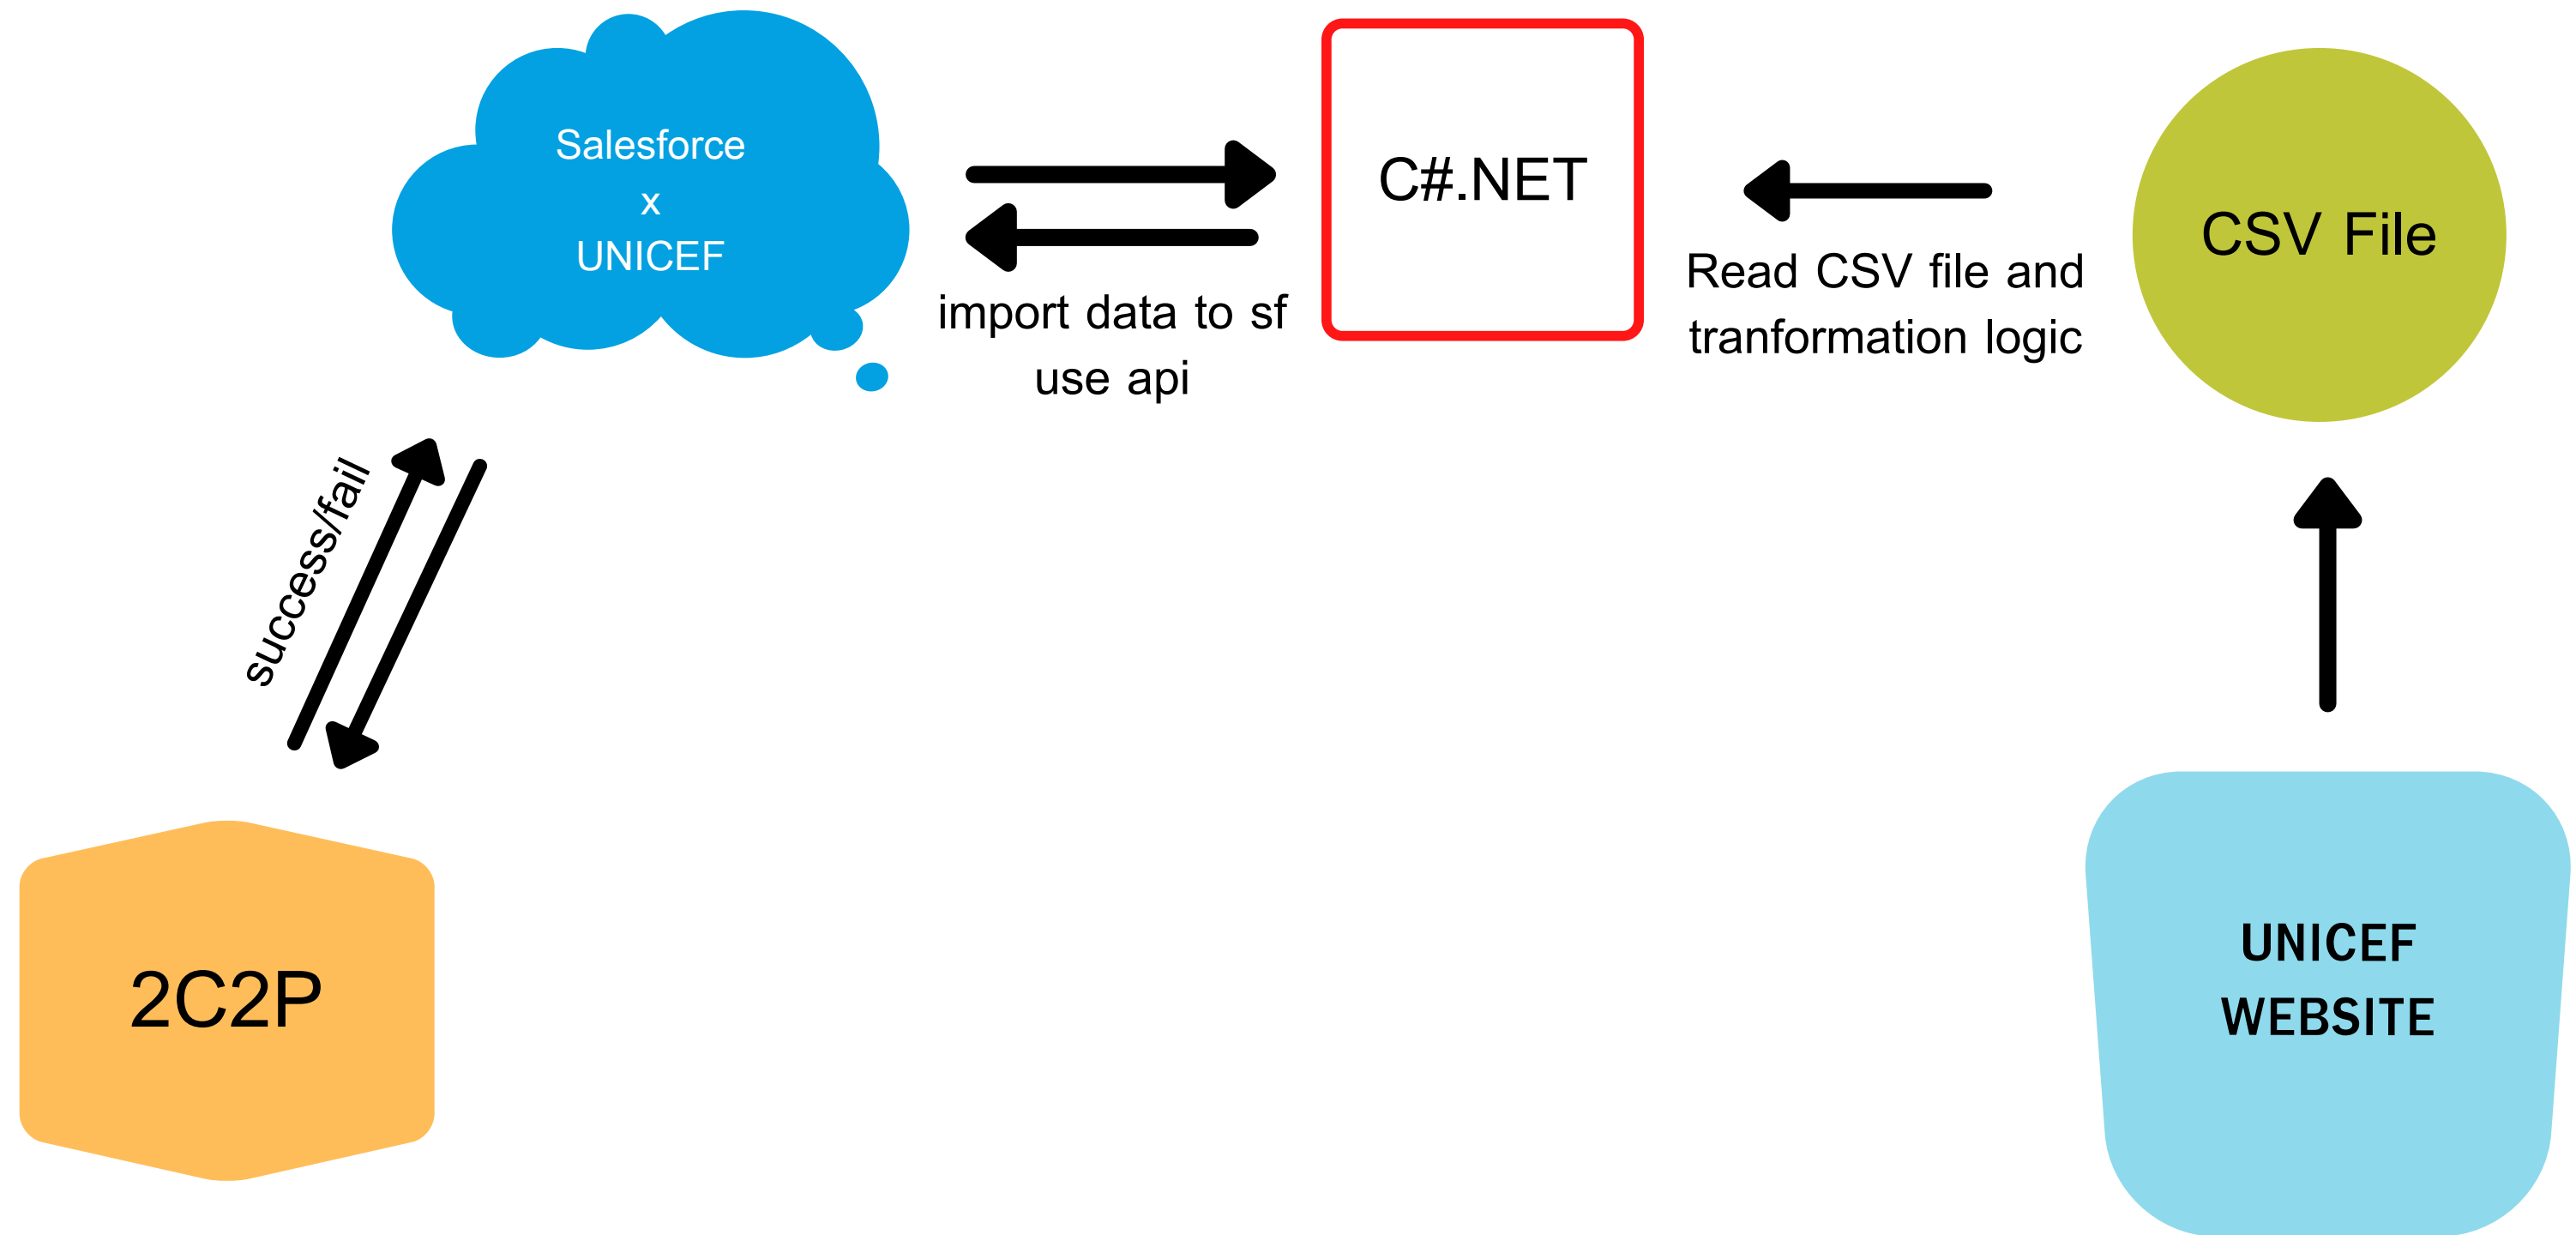 Salesforce
x
UNICEF
import data to sf
use api
C#.NET
Read CSV file and
tranformation logic
CSV File
success/fail
2C2P
UNICEF
WEBSITE